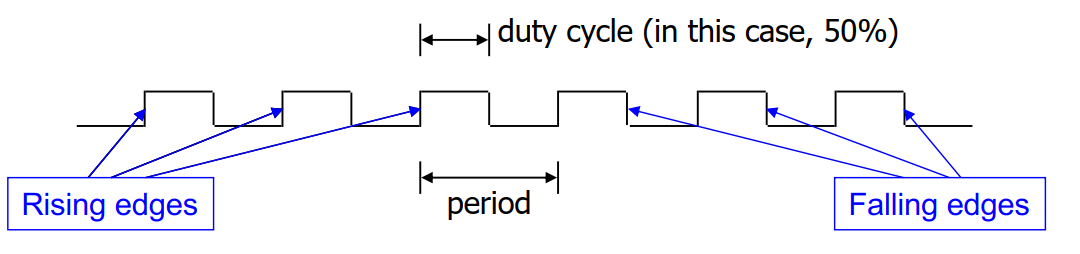 duty cycle (in this case, 50%)
Rising edges
period
Falling edges